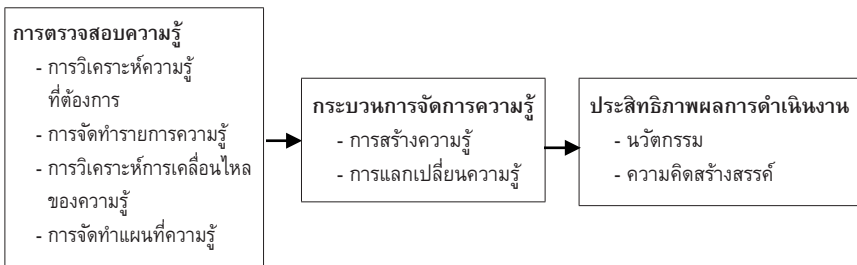 การตรวจสอบความรู้
- การวิเคราะห์ความรู้
ที่ต้องการ
- การจัดทำรายการความรู้
- การวิเคราะห์การเคลื่อนไหล
ของความรู้
- การจัดทำแผนที่ความรู้
กระบวนการจัดการความรู้
- การสร้างความรู้
- การแลกเปลี่ยนความรู้
ประสิทธิภาพผลการดำเนินงาน
- นวัตกรรม
- ความคิดสร้างสรรค์